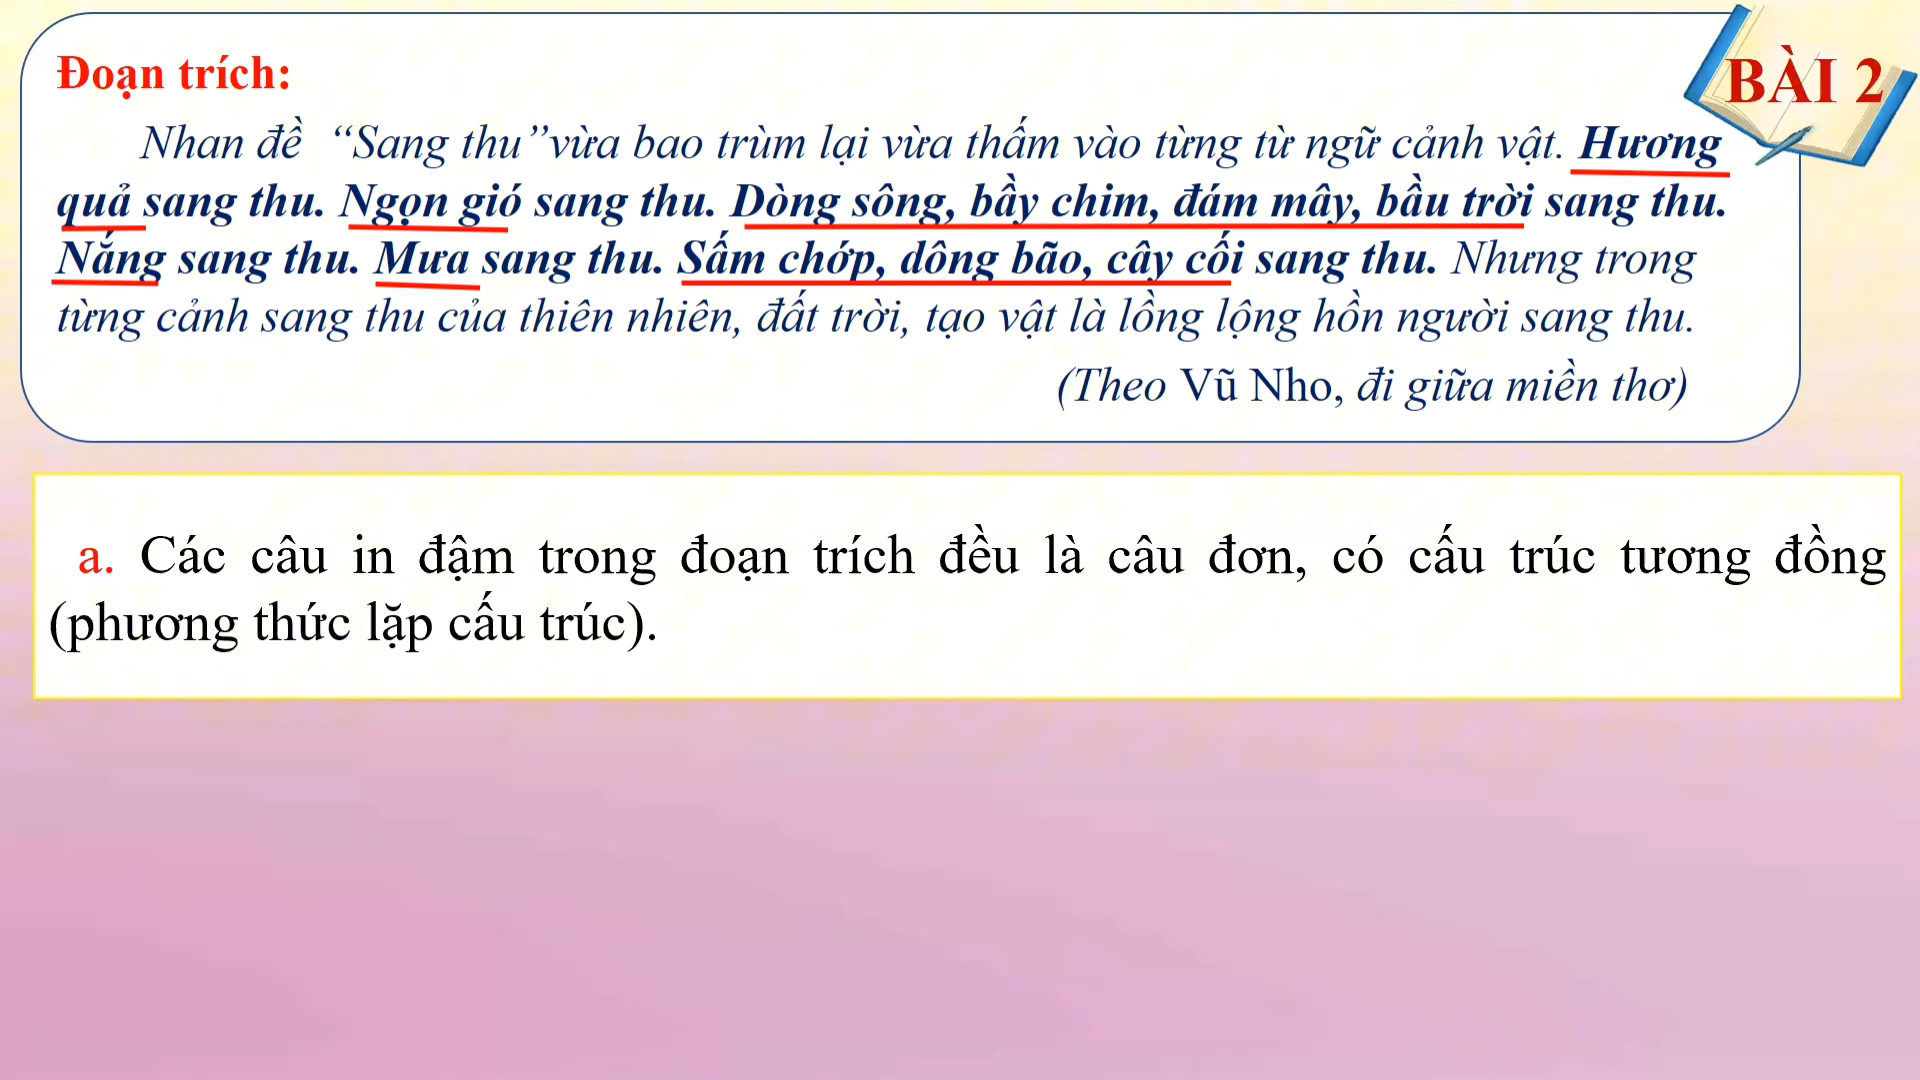 BÀI 2
Đoạn trích:
Nhan đề “Sang thu”vừa bao trùm lại vừa thấm vào từng từ ngữ cảnh vật. Hương
quả sang thu. Ngọn gió sang thu. Dòng sông, bầy chim, đám mây, bầu trời sang thu.
Nắng sang thu. Mưa sang thu. Sấm chớp, dông bão, cây cối sang thu. Nhưng trong
từng cảnh sang thu của thiên nhiên, đất trời, tạo vật là lồng lộng hồn người sang thu.
(Theo Vũ Nho, đi giữa miền thơ)
a. Các câu in đậm trong đoạn trích đều là câu đơn, có cấu trúc tương đồng
(phương thức lặp cấu trúc).